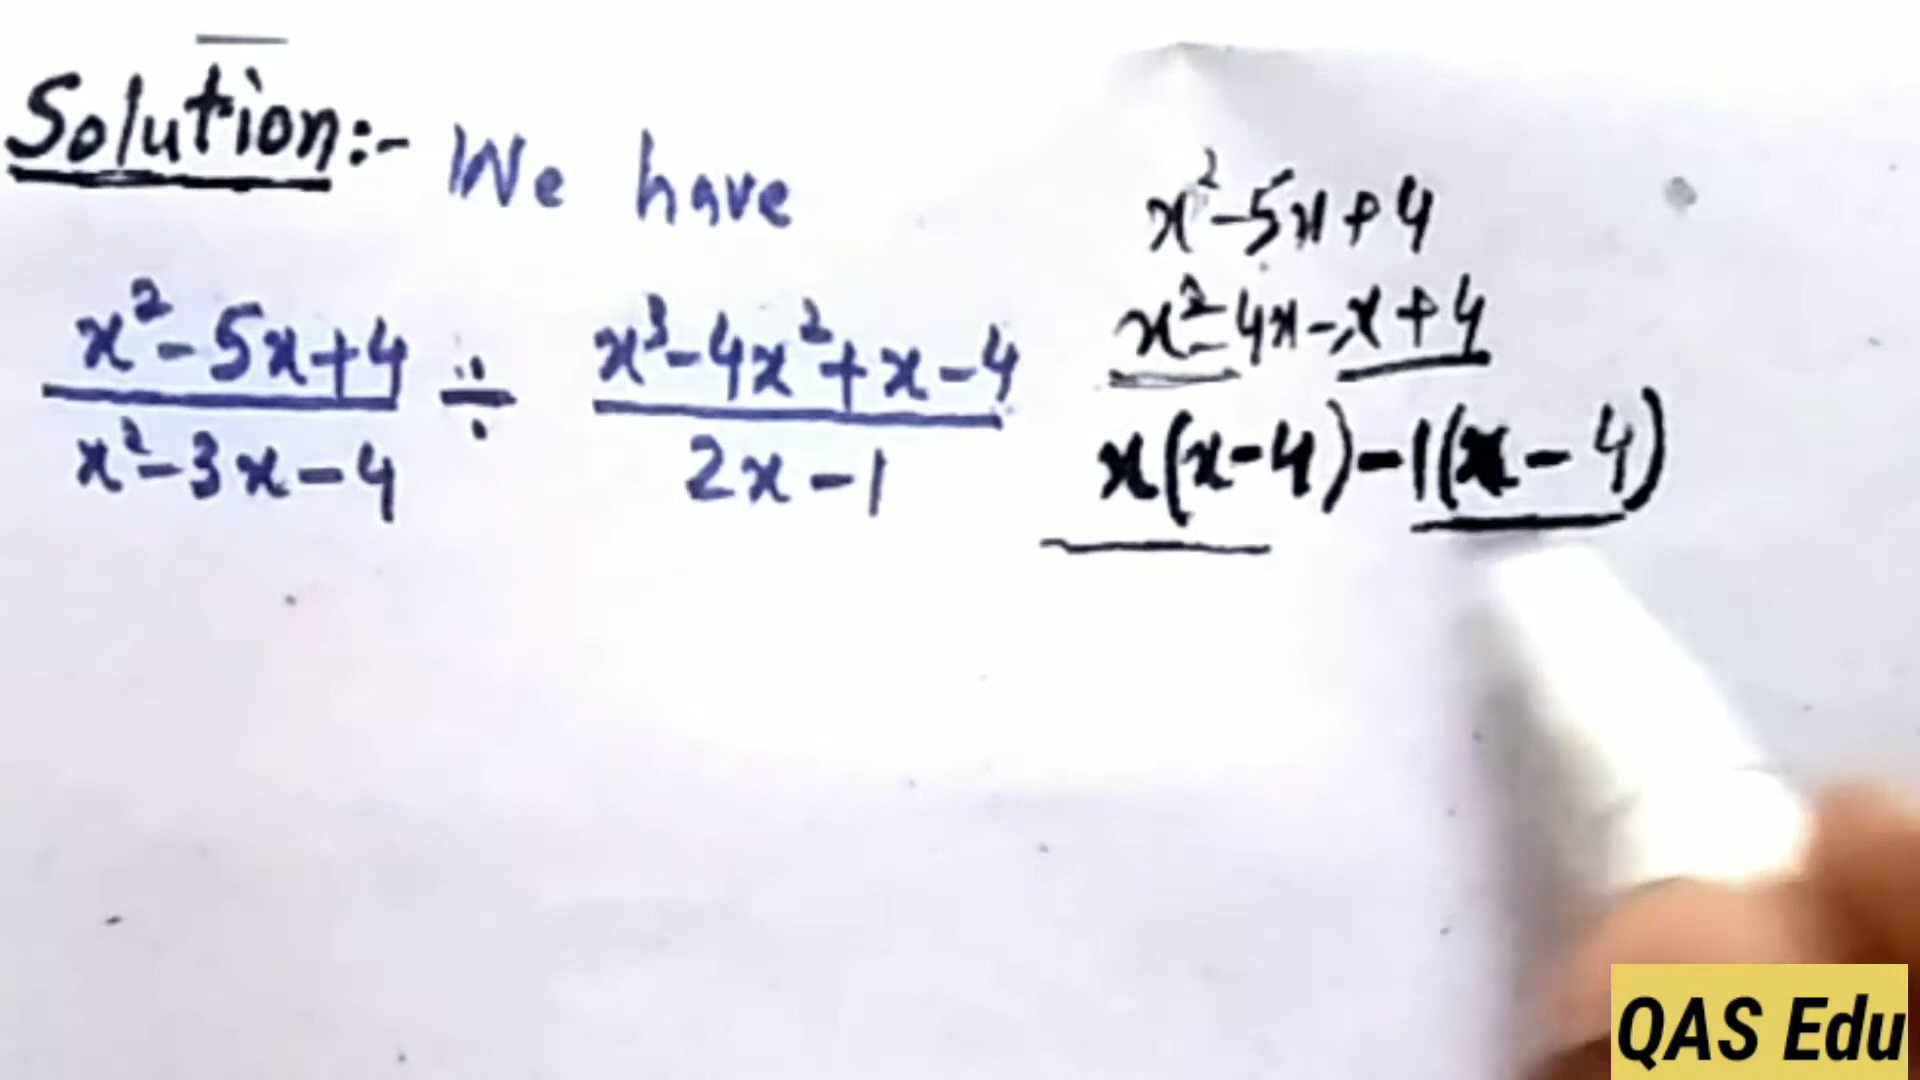 Solution:- We have
x²-5x+4 / x²-3x-4 ÷ x³-4x²+x-4 / 2x-1
x²-5x+4
x²-4x-x+4
x(x-4)-1(x-4)
QAS Edu